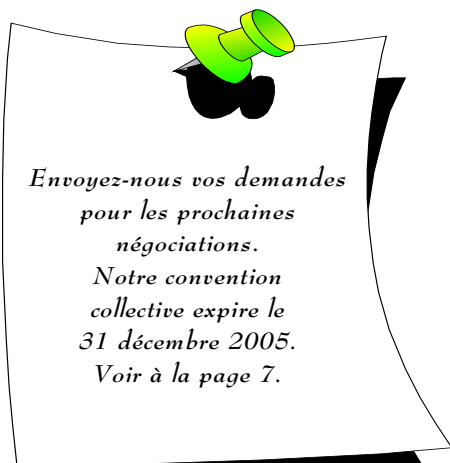 Envoyez-nous vos demandes
pour les prochaines
négociations.
Notre convention
collective expire le
31 décembre 2005.
Voir à la page 7.